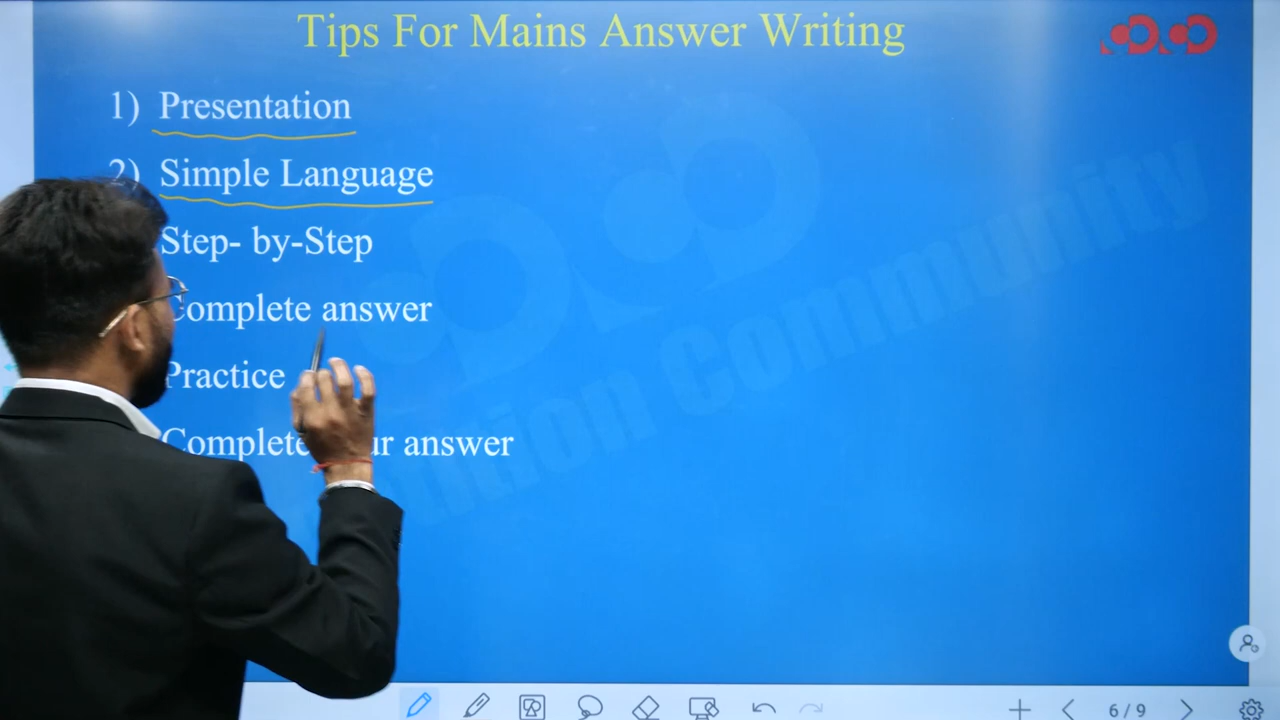 Tips For Mains Answer Writing
1) Presentation
2) Simple Language
Step- by-Step
Complete answer
Practice
Complete answer
Community
6 / 9